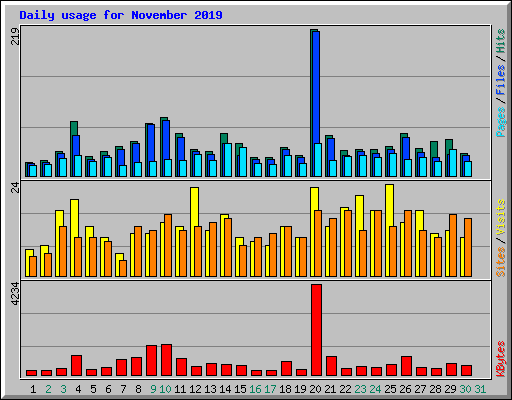 Daily usage for November 2019
219
Pages / Files / Hits
24
Sites / Visits
4234
KBytes
1 2 3 4 5 6 7 8 9 10 11 12 13 14 15 16 17 18 19 20 21 22 23 24 25 26 27 28 29 30 31